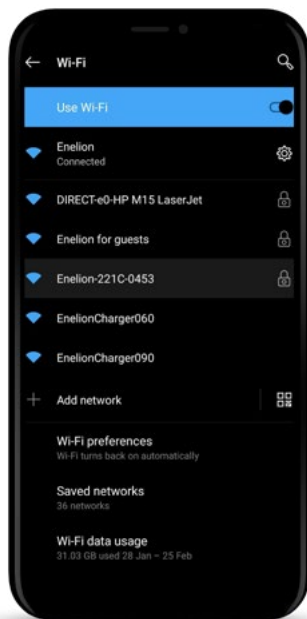 Wi-Fi
Use Wi-Fi
Enelion
Connected
DIRECT-e0-HP M15 LaserJet
Enelion for guests
Enelion-221C-0453
EnelionCharger060
EnelionCharger090
Add network
Wi-Fi preferences
Wi-Fi turns back on automatically
Saved networks
36 networks
Wi-Fi data usage
31.03 GB used 28 Jan – 25 Feb